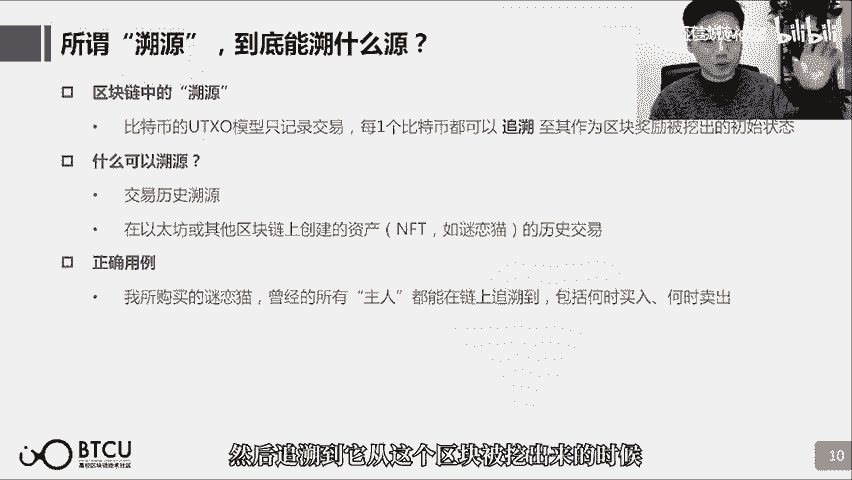 所谓“溯源”，到底能溯什么源？
bilibili
区块链中的“溯源”
比特币的UTXO模型只记录交易，每1个比特币都可以 追溯 至其作为区块奖励被挖出的初始状态
什么可以溯源？
交易历史溯源
在以太坊或其他区块链上创建的资产（NFT，如谜恋猫）的历史交易
正确用例
我所购买的谜恋猫，曾经的所有“主人”都能在链上追溯到，包括何时买入、何时卖出
BTCU
高校区块链技术社区
然后追溯到它从这个区块被挖出来的时候
10